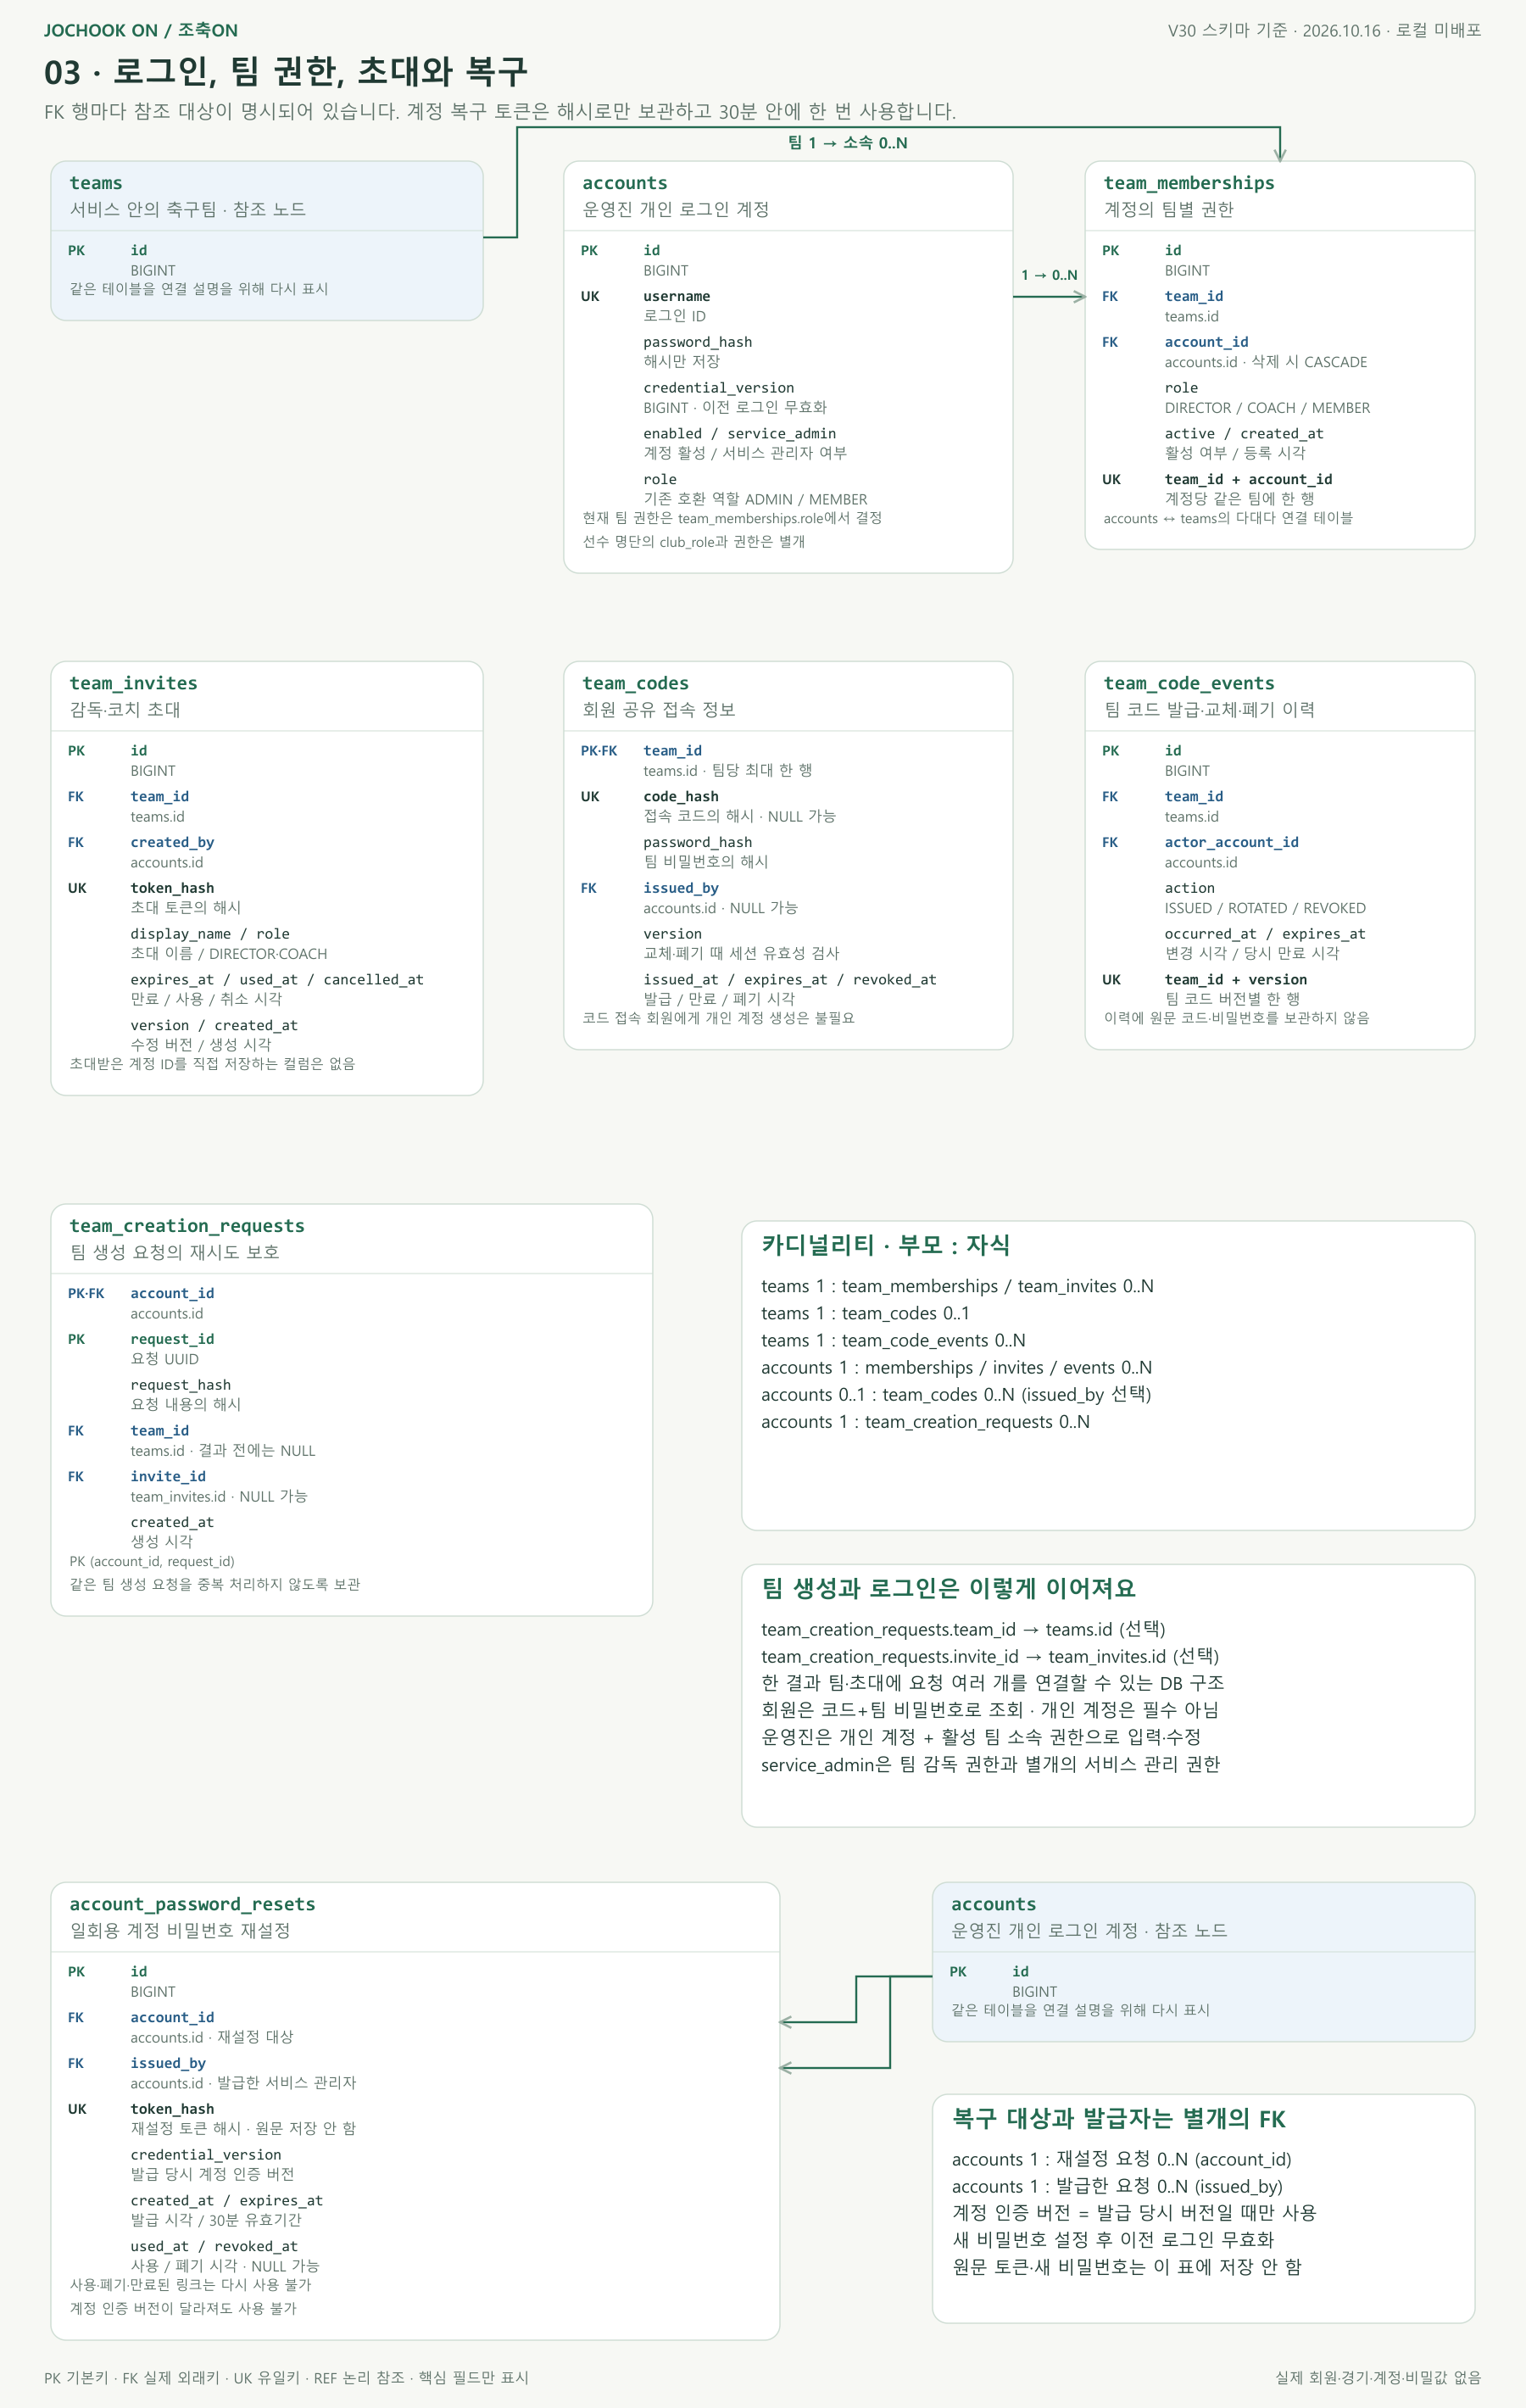 JOCHOOK ON / 조축ON
V30 스키마 기준 · 2026.10.16 · 로컬 미배포
03 · 로그인, 팀 권한, 초대와 복구
FK 행마다 참조 대상이 명시되어 있습니다. 계정 복구 토큰은 해시로만 보관하고 30분 안에 한 번 사용합니다.
팀 1 → 소속 0..N
teams
서비스 안의 축구팀 · 참조 노드
PK id
BIGINT
같은 테이블을 연결 설명을 위해 다시 표시
accounts
운영진 개인 로그인 계정
PK id
BIGINT
UK username
로그인 ID
password_hash
해시만 저장
credential_version
BIGINT · 이전 로그인 무효화
enabled / service_admin
계정 활성 / 서비스 관리자 여부
role
기존 호환 역할 ADMIN / MEMBER
현재 팀 권한은 team_memberships.role에서 결정
선수 명단의 club_role과 권한은 별개
1 → 0..N
team_memberships
계정의 팀별 권한
PK id
BIGINT
FK team_id
teams.id
FK account_id
accounts.id · 삭제 시 CASCADE
role
DIRECTOR / COACH / MEMBER
active / created_at
활성 여부 / 등록 시각
UK team_id + account_id
계정당 같은 팀에 한 행
accounts ↔ teams의 다대다 연결 테이블
team_invites
감독·코치 초대
PK id
BIGINT
FK team_id
teams.id
FK created_by
accounts.id
UK token_hash
초대 토큰의 해시
display_name / role
초대 이름 / DIRECTOR·COACH
expires_at / used_at / cancelled_at
만료 / 사용 / 취소 시각
version / created_at
수정 버전 / 생성 시각
초대받은 계정 ID를 직접 저장하는 컬럼은 없음
team_codes
회원 공유 접속 정보
PK·FK team_id
teams.id · 팀당 최대 한 행
UK code_hash
접속 코드의 해시 · NULL 가능
password_hash
팀 비밀번호의 해시
FK issued_by
accounts.id · NULL 가능
version
교체·폐기 때 세션 유효성 검사
issued_at / expires_at / revoked_at
발급 / 만료 / 폐기 시각
코드 접속 회원에게 개인 계정 생성은 불필요
team_code_events
팀 코드 발급·교체·폐기 이력
PK id
BIGINT
FK team_id
teams.id
FK actor_account_id
accounts.id
action
ISSUED / ROTATED / REVOKED
occurred_at / expires_at
변경 시각 / 당시 만료 시각
UK team_id + version
팀 코드 버전별 한 행
이력에 원문 코드·비밀번호를 보관하지 않음
team_creation_requests
팀 생성 요청의 재시도 보호
PK·FK account_id
accounts.id
PK request_id
요청 UUID
request_hash
요청 내용의 해시
FK team_id
teams.id · 결과 전에는 NULL
FK invite_id
team_invites.id · NULL 가능
created_at
생성 시각
PK (account_id, request_id)
같은 팀 생성 요청을 중복 처리하지 않도록 보관
카디널리티 · 부모 : 자식
teams 1 : team_memberships / team_invites 0..N
teams 1 : team_codes 0..1
teams 1 : team_code_events 0..N
accounts 1 : memberships / invites / events 0..N
accounts 0..1 : team_codes 0..N (issued_by 선택)
accounts 1 : team_creation_requests 0..N
팀 생성과 로그인은 이렇게 이어져요
team_creation_requests.team_id → teams.id (선택)
team_creation_requests.invite_id → team_invites.id (선택)
한 결과 팀·초대에 요청 여러 개를 연결할 수 있는 DB 구조
회원은 코드+팀 비밀번호로 조회 · 개인 계정은 필수 아님
운영진은 개인 계정 + 활성 팀 소속 권한으로 입력·수정
service_admin은 팀 감독 권한과 별개의 서비스 관리 권한
account_password_resets
일회용 계정 비밀번호 재설정
PK id
BIGINT
FK account_id
accounts.id · 재설정 대상
FK issued_by
accounts.id · 발급한 서비스 관리자
UK token_hash
재설정 토큰 해시 · 원문 저장 안 함
credential_version
발급 당시 계정 인증 버전
created_at / expires_at
발급 시각 / 30분 유효기간
used_at / revoked_at
사용 / 폐기 시각 · NULL 가능
사용·폐기·만료된 링크는 다시 사용 불가
계정 인증 버전이 달라져도 사용 불가
accounts
운영진 개인 로그인 계정 · 참조 노드
PK id
BIGINT
같은 테이블을 연결 설명을 위해 다시 표시
복구 대상과 발급자는 별개의 FK
accounts 1 : 재설정 요청 0..N (account_id)
accounts 1 : 발급한 요청 0..N (issued_by)
계정 인증 버전 = 발급 당시 버전일 때만 사용
새 비밀번호 설정 후 이전 로그인 무효화
원문 토큰·새 비밀번호는 이 표에 저장 안 함
PK 기본키 · FK 실제 외래키 · UK 유일키 · REF 논리 참조 · 핵심 필드만 표시
실제 회원·경기·계정·비밀값 없음